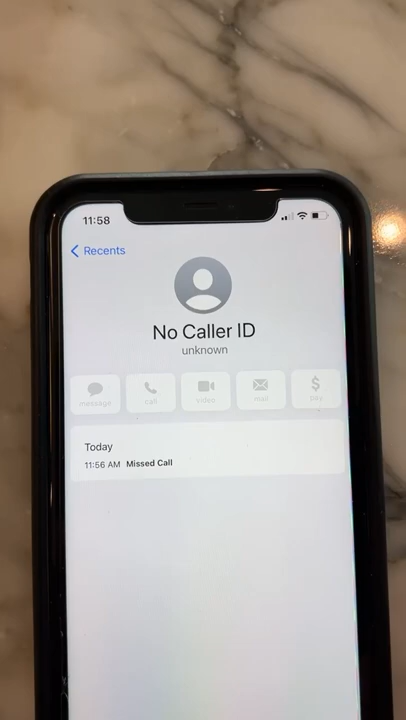 11:58
Recents
No Caller ID
unknown
message call video mail pay
Today
11:56 AM Missed Call